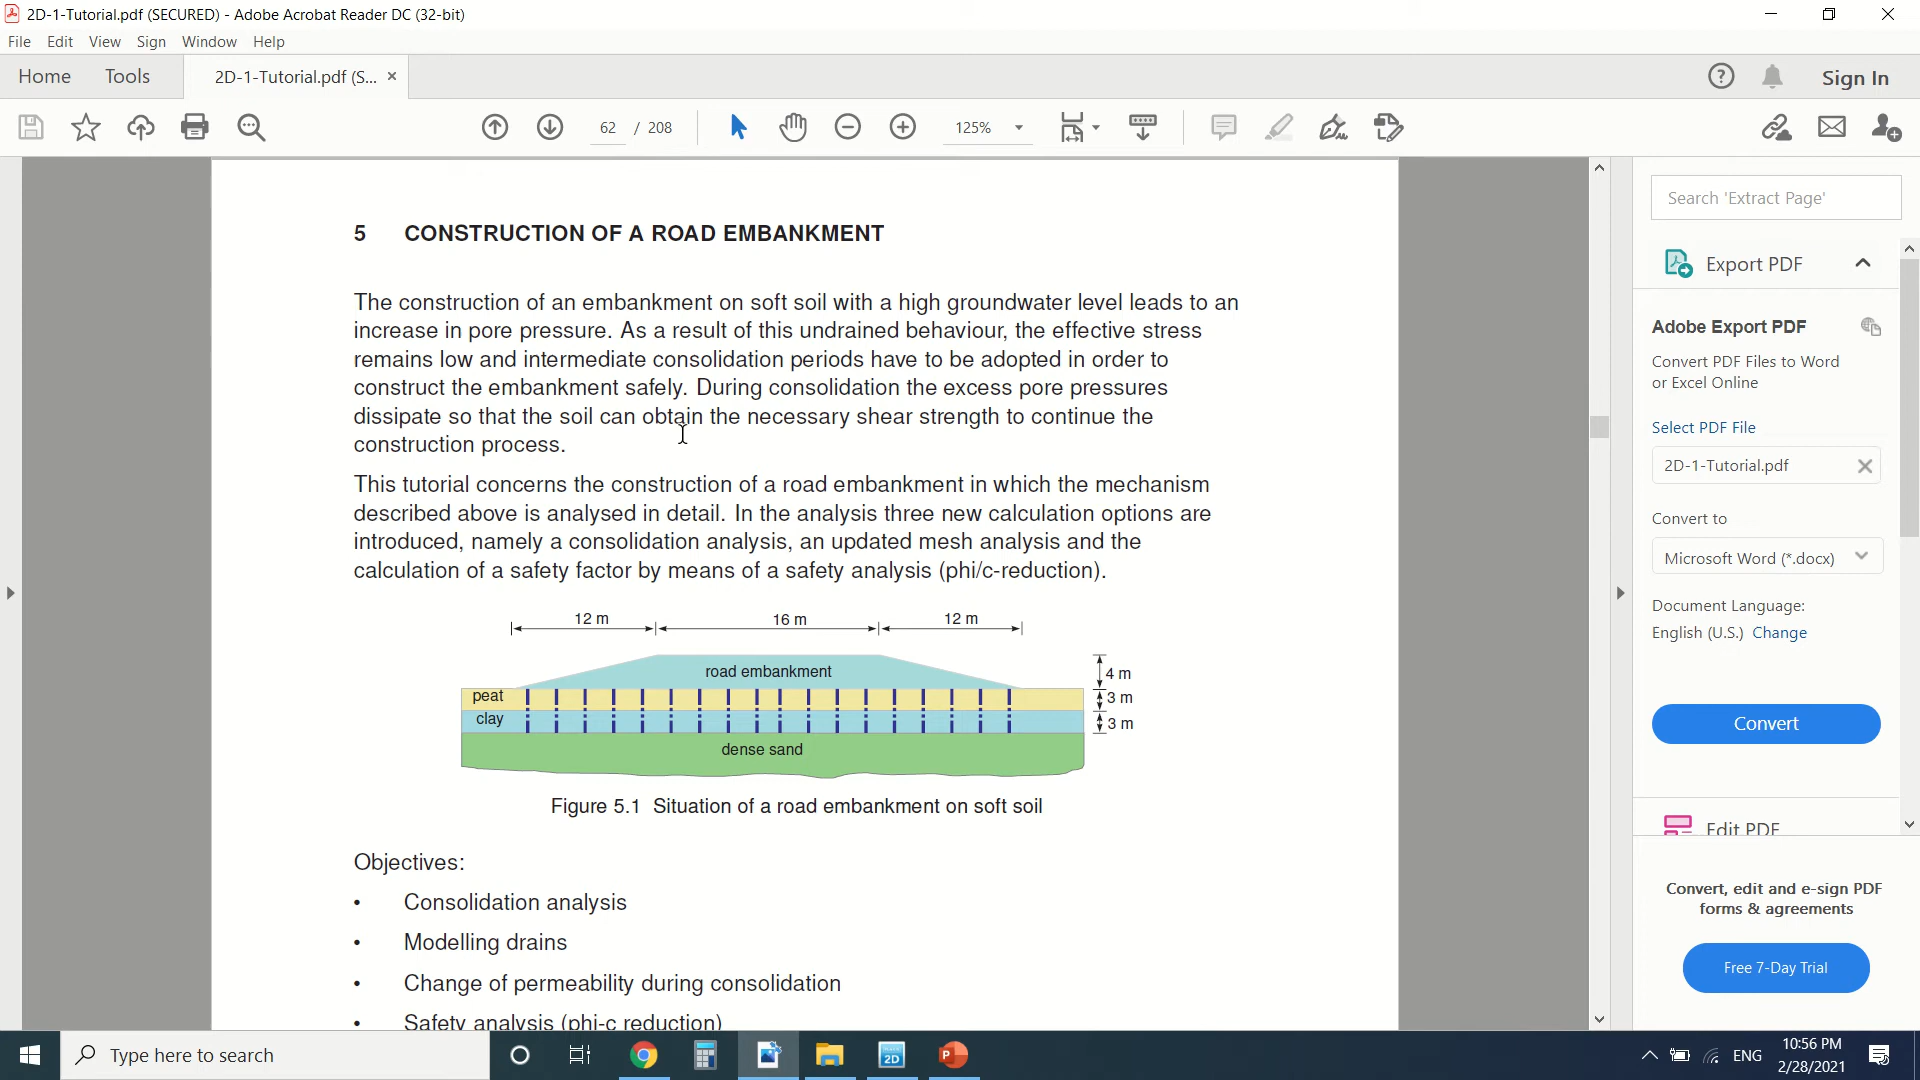 2D-1-Tutorial.pdf (SECURED) - Adobe Acrobat Reader DC (32-bit)
File Edit View Sign Window Help
Home Tools 2D-1-Tutorial.pdf (S... × Sign In
62 / 208 125%
5 CONSTRUCTION OF A ROAD EMBANKMENT
The construction of an embankment on soft soil with a high groundwater level leads to an
increase in pore pressure. As a result of this undrained behaviour, the effective stress
remains low and intermediate consolidation periods have to be adopted in order to
construct the embankment safely. During consolidation the excess pore pressures
dissipate so that the soil can obtain the necessary shear strength to continue the
construction process.
This tutorial concerns the construction of a road embankment in which the mechanism
described above is analysed in detail. In the analysis three new calculation options are
introduced, namely a consolidation analysis, an updated mesh analysis and the
calculation of a safety factor by means of a safety analysis (phi/c-reduction).
12 m 16 m 12 m
road embankment 4 m
peat 3 m
clay 3 m
dense sand
Figure 5.1 Situation of a road embankment on soft soil
Objectives:
• Consolidation analysis
• Modelling drains
• Change of permeability during consolidation
• Safety analysis (phi-c reduction)
Search 'Extract Page'
Export PDF
Adobe Export PDF
Convert PDF Files to Word
or Excel Online
Select PDF File
2D-1-Tutorial.pdf
Convert to
Microsoft Word (*.docx)
Document Language:
English (U.S.) Change
Convert
Edit PDF
Convert, edit and e-sign PDF
forms & agreements
Free 7-Day Trial
Type here to search
2D
P
ENG
10:56 PM
2/28/2021